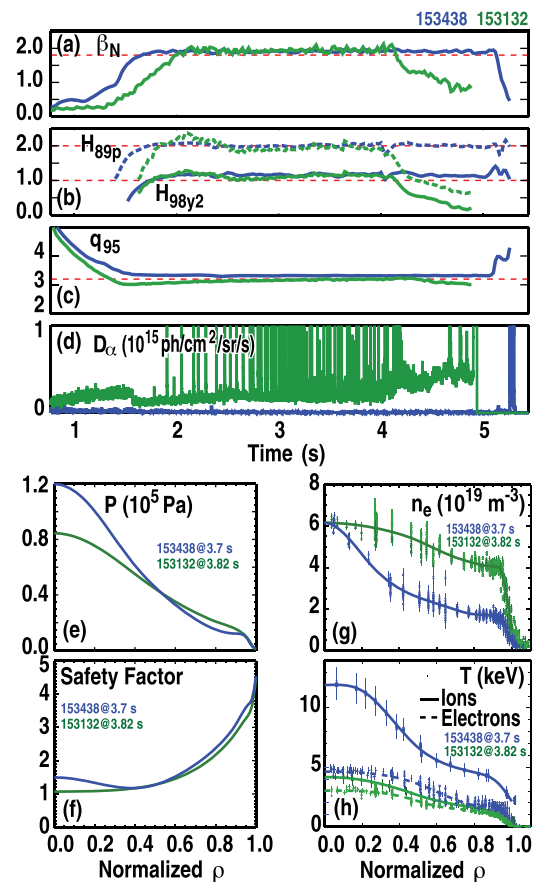 153438 153132
(a) βN
2.0
1.0
0.0
H89p
2.0
1.0
0.0
(b) H98y2
q95
4
3
2
(c)
(d) Dα (10^15 ph/cm^2/sr/s)
1
0
1 2 3 4 5
Time (s)
P (10^5 Pa)
1.2
0.8
0.4
0.0
153438@3.7 s
153132@3.82 s
(e)
ne (10^19 m-3)
8
6
4
2
0
153438@3.7 s
153132@3.82 s
(g)
Safety Factor
5
4
3
2
1
0
153438@3.7 s
153132@3.82 s
(f)
0.0 0.2 0.4 0.6 0.8 1.0
Normalized ρ
T (keV)
Ions
Electrons
10
5
0
153438@3.7 s
153132@3.82 s
(h)
0.0 0.2 0.4 0.6 0.8 1.0
Normalized ρ